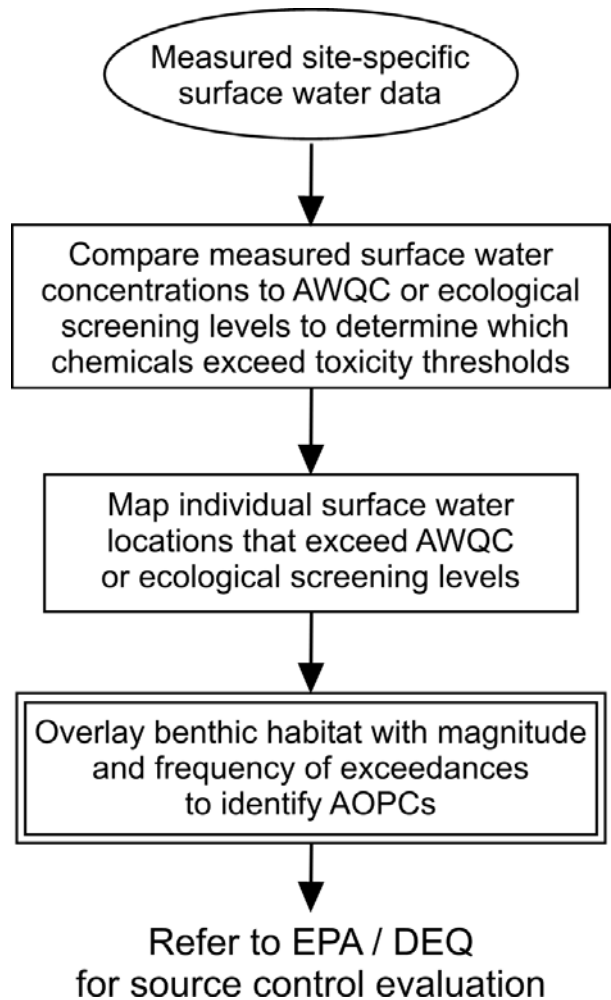 Measured site-specific
surface water data
Compare measured surface water
concentrations to AWQC or ecological
screening levels to determine which
chemicals exceed toxicity thresholds
Map individual surface water
locations that exceed AWQC
or ecological screening levels
Overlay benthic habitat with magnitude
and frequency of exceedances
to identify AOPCs
Refer to EPA / DEQ
for source control evaluation